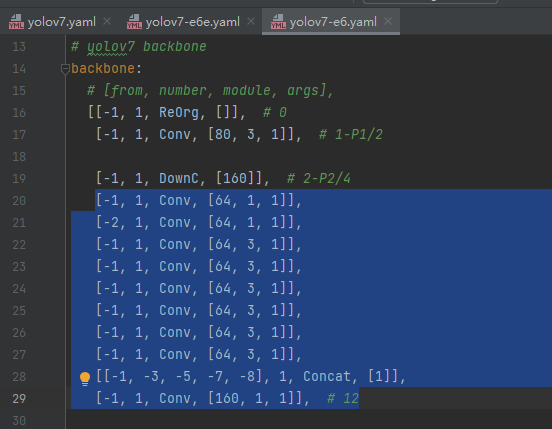 yolov7.yaml yolov7-e6e.yaml yolov7-e6.yaml
13 # yolov7 backbone
14 backbone:
15 # [from, number, module, args],
16 [[-1, 1, ReOrg, []], # 0
17 [-1, 1, Conv, [80, 3, 1]], # 1-P1/2
18
19 [-1, 1, DownC, [160]], # 2-P2/4
20 [-1, 1, Conv, [64, 1, 1]],
21 [-2, 1, Conv, [64, 1, 1]],
22 [-1, 1, Conv, [64, 3, 1]],
23 [-1, 1, Conv, [64, 3, 1]],
24 [-1, 1, Conv, [64, 3, 1]],
25 [-1, 1, Conv, [64, 3, 1]],
26 [-1, 1, Conv, [64, 3, 1]],
27 [-1, 1, Conv, [64, 3, 1]],
28 [[-1, -3, -5, -7, -8], 1, Concat, [1]],
29 [-1, 1, Conv, [160, 1, 1]], # 12
30